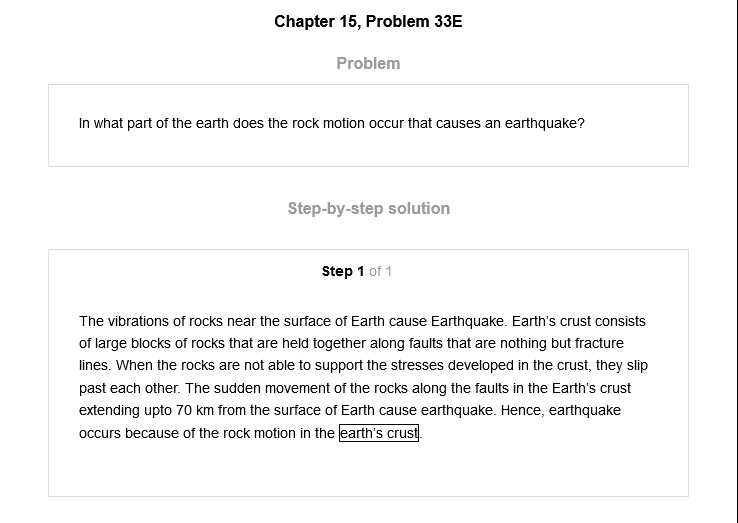 Chapter 15, Problem 33E
Problem
In what part of the earth does the rock motion occur that causes an earthquake?
Step-by-step solution
Step 1 of 1
The vibrations of rocks near the surface of Earth cause Earthquake. Earth's crust consists
of large blocks of rocks that are held together along faults that are nothing but fracture
lines. When the rocks are not able to support the stresses developed in the crust, they slip
past each other. The sudden movement of the rocks along the faults in the Earth's crust
extending upto 70 km from the surface of Earth cause earthquake. Hence, earthquake
occurs because of the rock motion in the earth's crust.